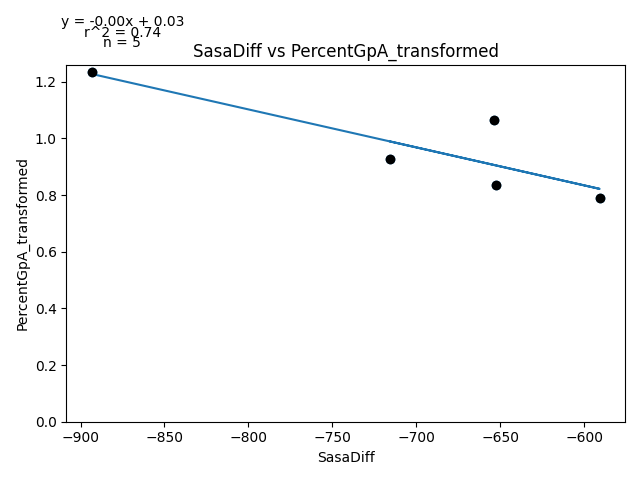 y = -0.00x + 0.03
r^2 = 0.74
n = 5
SasaDiff vs PercentGpA_transformed
PercentGpA_transformed
1.2
1.0
0.8
0.6
0.4
0.2
0.0
−900 −850 −800 −750 −700 −650 −600
SasaDiff